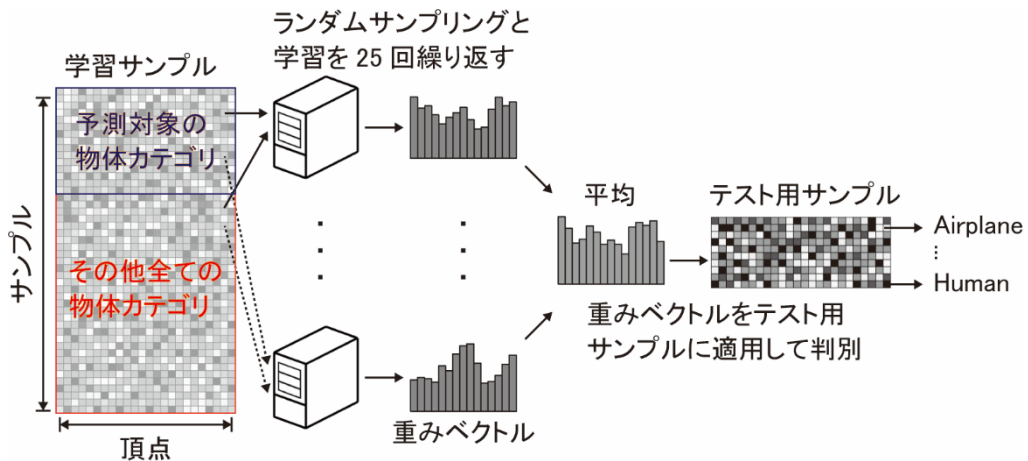 ランダムサンプリングと
学習を 25 回繰り返す
学習サンプル
予測対象の
物体カテゴリ
サンプル
その他全ての
物体カテゴリ
頂点
重みベクトル
平均
テスト用サンプル
Airplane
Human
重みベクトルをテスト用
サンプルに適用して判別